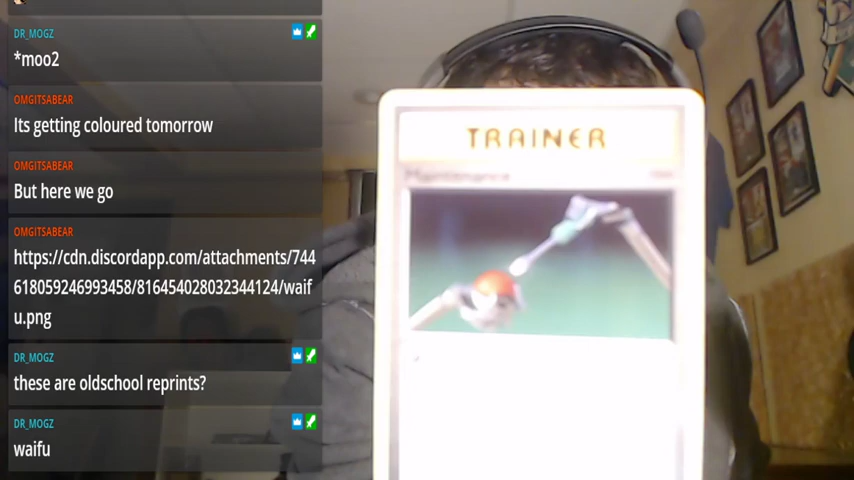 DR_MOGZ
*moo2
OMGITSABEAR
Its getting coloured tomorrow
OMGITSABEAR
But here we go
OMGITSABEAR
https://cdn.discordapp.com/attachments/744
618059246993458/816454028032344124/waif
u.png
DR_MOGZ
these are oldschool reprints?
DR_MOGZ
waifu
TRAINER
Maintenance